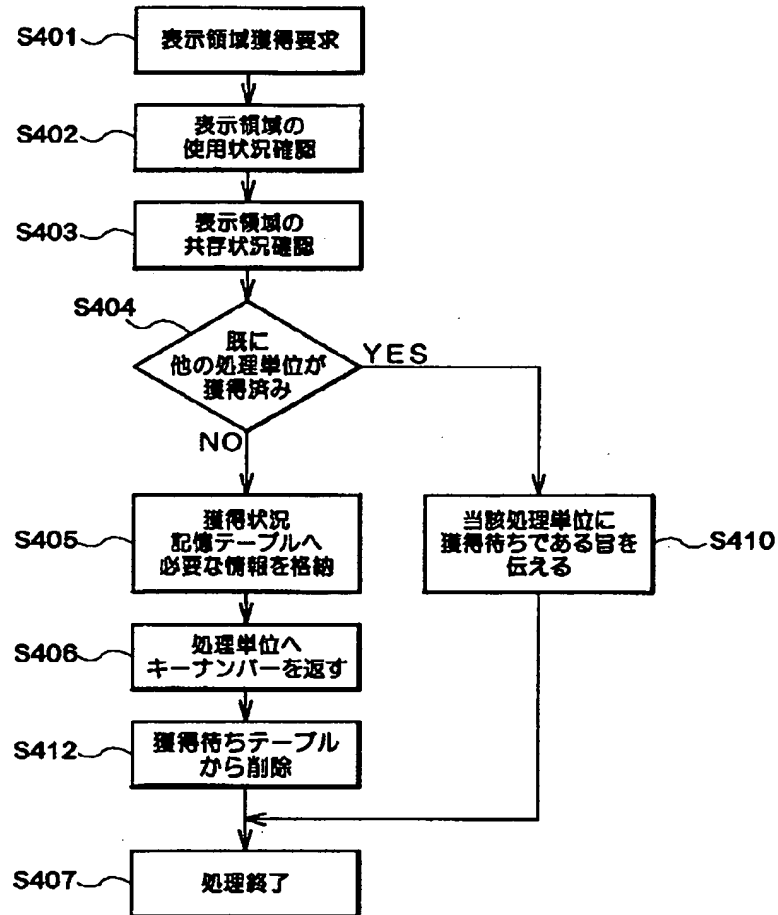 S401
表示領域獲得要求
S402
表示領域の
使用状況確認
S403
表示領域の
共存状況確認
S404
既に
他の処理単位が
獲得済み
YES
NO
S405
獲得状況
記憶テーブルへ
必要な情報を格納
当該処理単位に
獲得待ちである旨を
伝える
S410
S406
処理単位へ
キーナンバーを返す
S412
獲得待ちテーブル
から削除
S407
処理終了